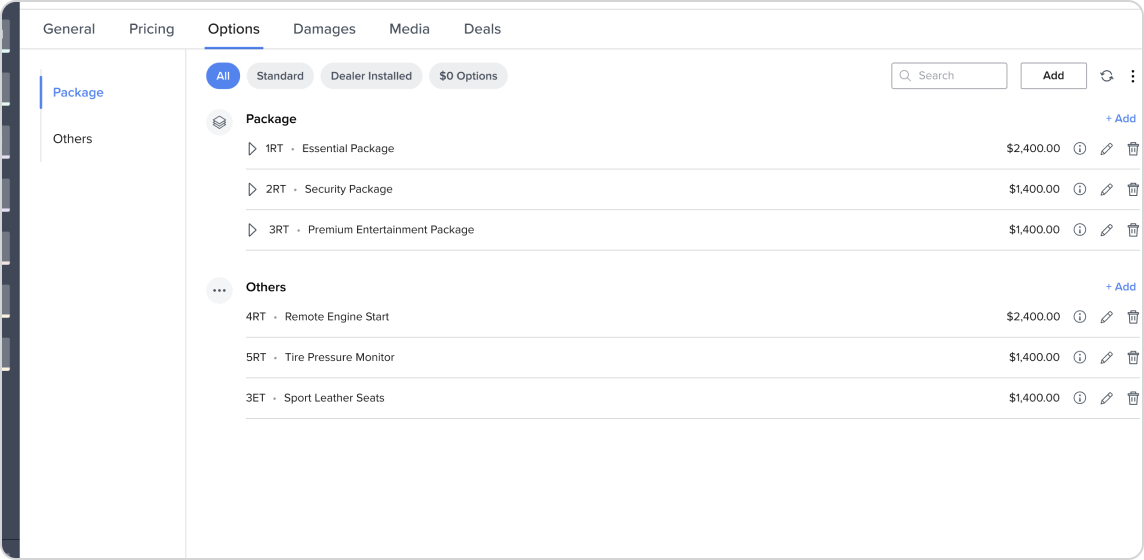 General Pricing Options Damages Media Deals
All Standard Dealer Installed $0 Options Search Add
Package
Others
Package + Add
1RT • Essential Package $2,400.00
2RT • Security Package $1,400.00
3RT • Premium Entertainment Package $1,400.00
Others + Add
4RT • Remote Engine Start $2,400.00
5RT • Tire Pressure Monitor $1,400.00
3ET • Sport Leather Seats $1,400.00